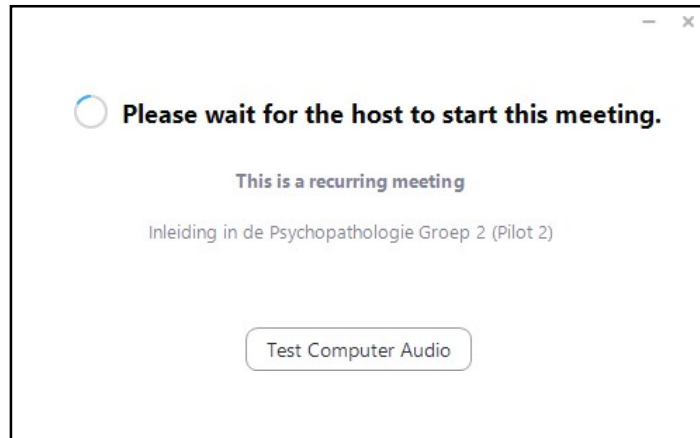 Please wait for the host to start this meeting.
This is a recurring meeting
Inleiding in de Psychopathologie Groep 2 (Pilot 2)
Test Computer Audio